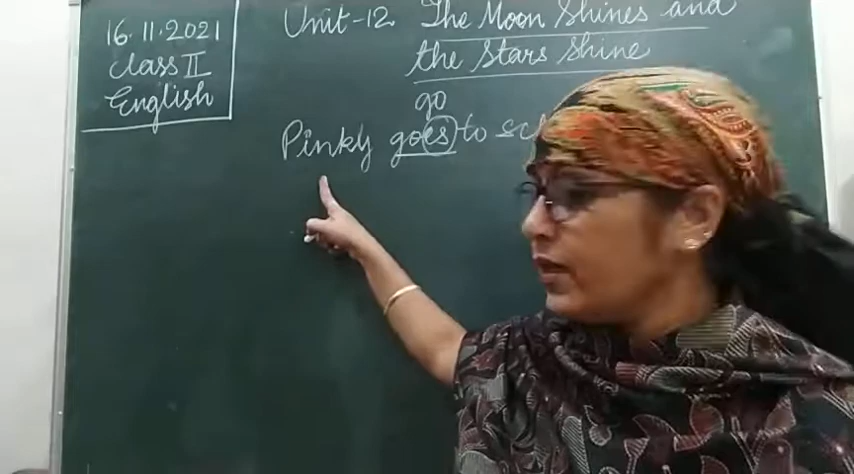 16.11.2021
Class II
English
Unit-12 The Moon Shines and
the Stars Shine
go
Pinky goes to